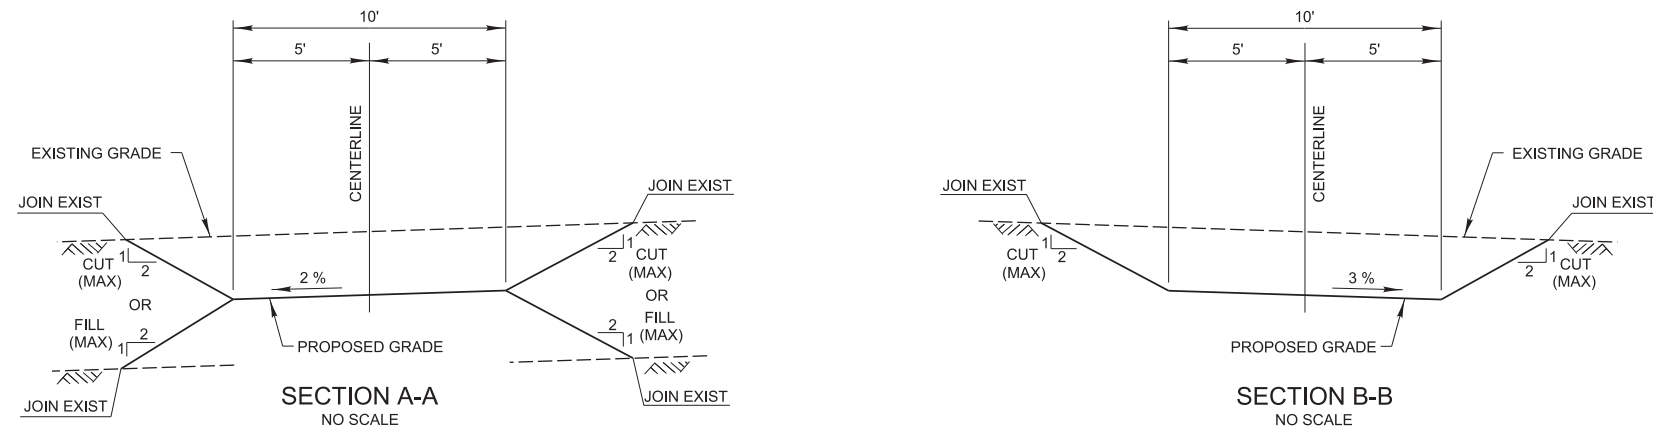 10'
5' 5'
CENTERLINE
EXISTING GRADE
JOIN EXIST
JOIN EXIST
1
2
CUT
(MAX)
2
1
CUT
(MAX)
2 %
OR
OR
FILL
(MAX)
2
1
2
1
FILL
(MAX)
PROPOSED GRADE
JOIN EXIST
JOIN EXIST
SECTION A-A
NO SCALE
10'
5' 5'
CENTERLINE
EXISTING GRADE
JOIN EXIST
JOIN EXIST
1
2
CUT
(MAX)
1
2
CUT
(MAX)
3 %
PROPOSED GRADE
SECTION B-B
NO SCALE